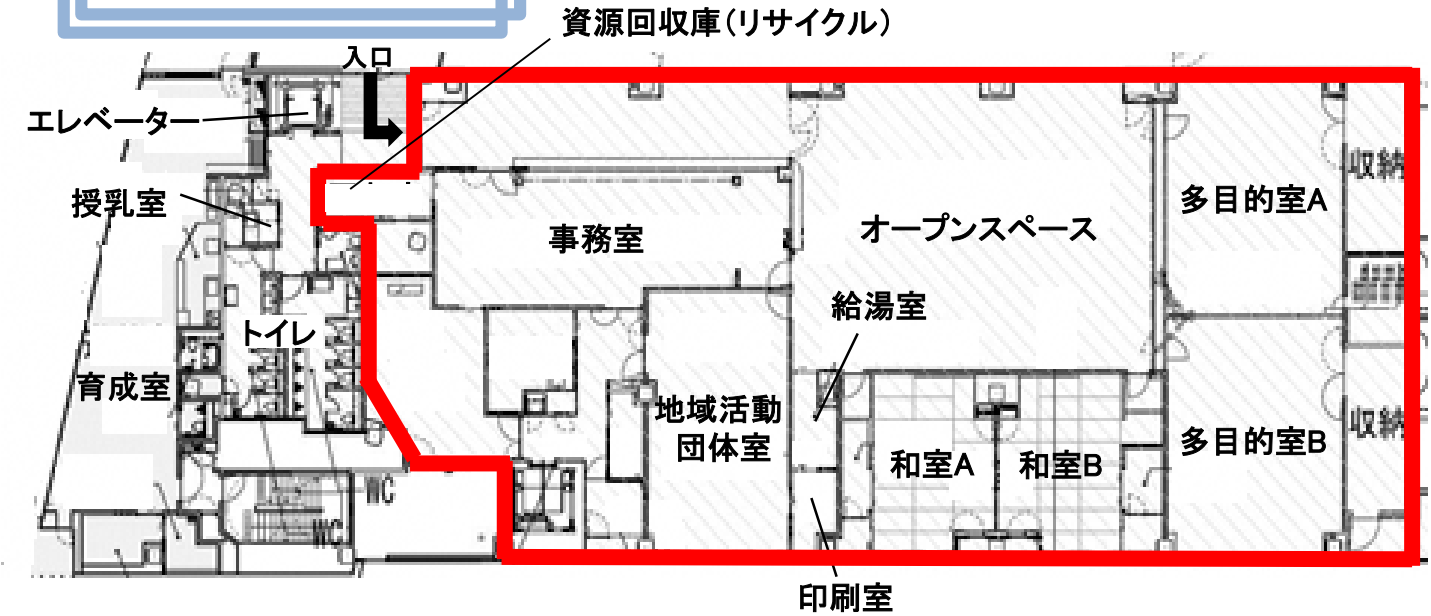 資源回収庫(リサイクル)
入口
エレベーター
収納
授乳室
多目的室A
事務室
オープンスペース
給湯室
トイレ
育成室
地域活動
団体室
収納
多目的室B
和室A
和室B
WC
WC
印刷室